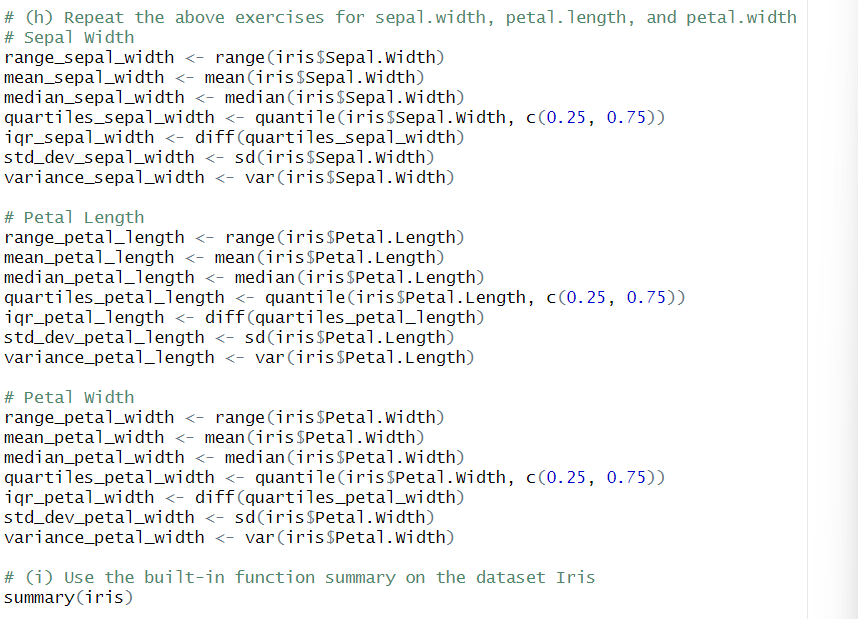 # (h) Repeat the above exercises for sepal.width, petal.length, and petal.width
# Sepal Width
range_sepal_width <- range(iris$Sepal.Width)
mean_sepal_width <- mean(iris$Sepal.Width)
median_sepal_width <- median(iris$Sepal.Width)
quartiles_sepal_width <- quantile(iris$Sepal.Width, c(0.25, 0.75))
iqr_sepal_width <- diff(quartiles_sepal_width)
std_dev_sepal_width <- sd(iris$Sepal.Width)
variance_sepal_width <- var(iris$Sepal.Width)

# Petal Length
range_petal_length <- range(iris$Petal.Length)
mean_petal_length <- mean(iris$Petal.Length)
median_petal_length <- median(iris$Petal.Length)
quartiles_petal_length <- quantile(iris$Petal.Length, c(0.25, 0.75))
iqr_petal_length <- diff(quartiles_petal_length)
std_dev_petal_length <- sd(iris$Petal.Length)
variance_petal_length <- var(iris$Petal.Length)

# Petal Width
range_petal_width <- range(iris$Petal.Width)
mean_petal_width <- mean(iris$Petal.Width)
median_petal_width <- median(iris$Petal.Width)
quartiles_petal_width <- quantile(iris$Petal.Width, c(0.25, 0.75))
iqr_petal_width <- diff(quartiles_petal_width)
std_dev_petal_width <- sd(iris$Petal.Width)
variance_petal_width <- var(iris$Petal.Width)

# (i) Use the built-in function summary on the dataset Iris
summary(iris)